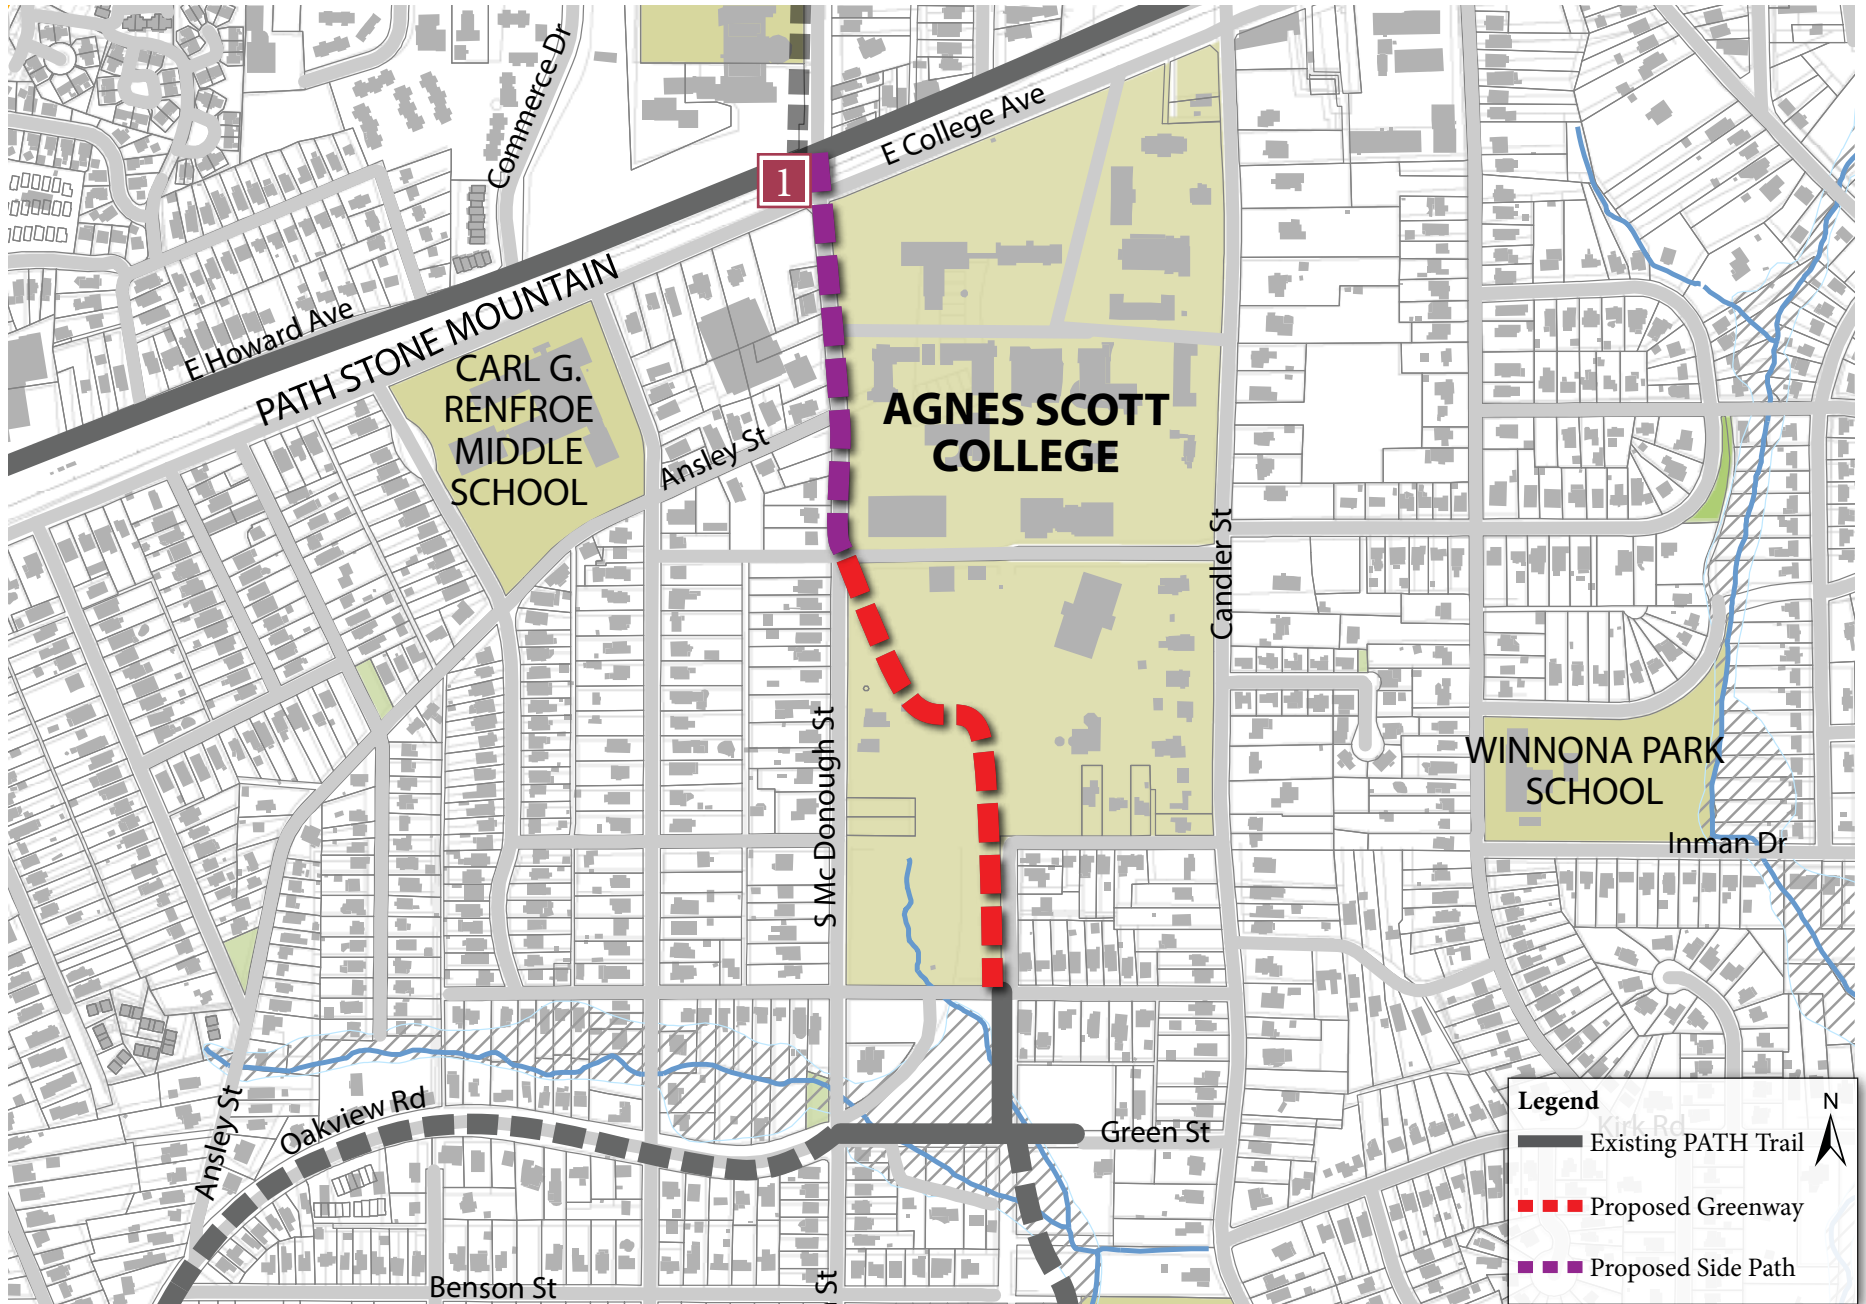 Commerce Dr
E College Ave
1
PATH STONE MOUNTAIN
E Howard Ave
CARL G.
RENFROE
MIDDLE
SCHOOL
Ansley St
AGNES SCOTT
COLLEGE
Candler St
S Mc Donough St
WINNONA PARK
SCHOOL
Inman Dr
Ansley St
Oakview Rd
Green St
Benson St
St
Legend
N
Kirk Rd
Existing PATH Trail
Proposed Greenway
Proposed Side Path